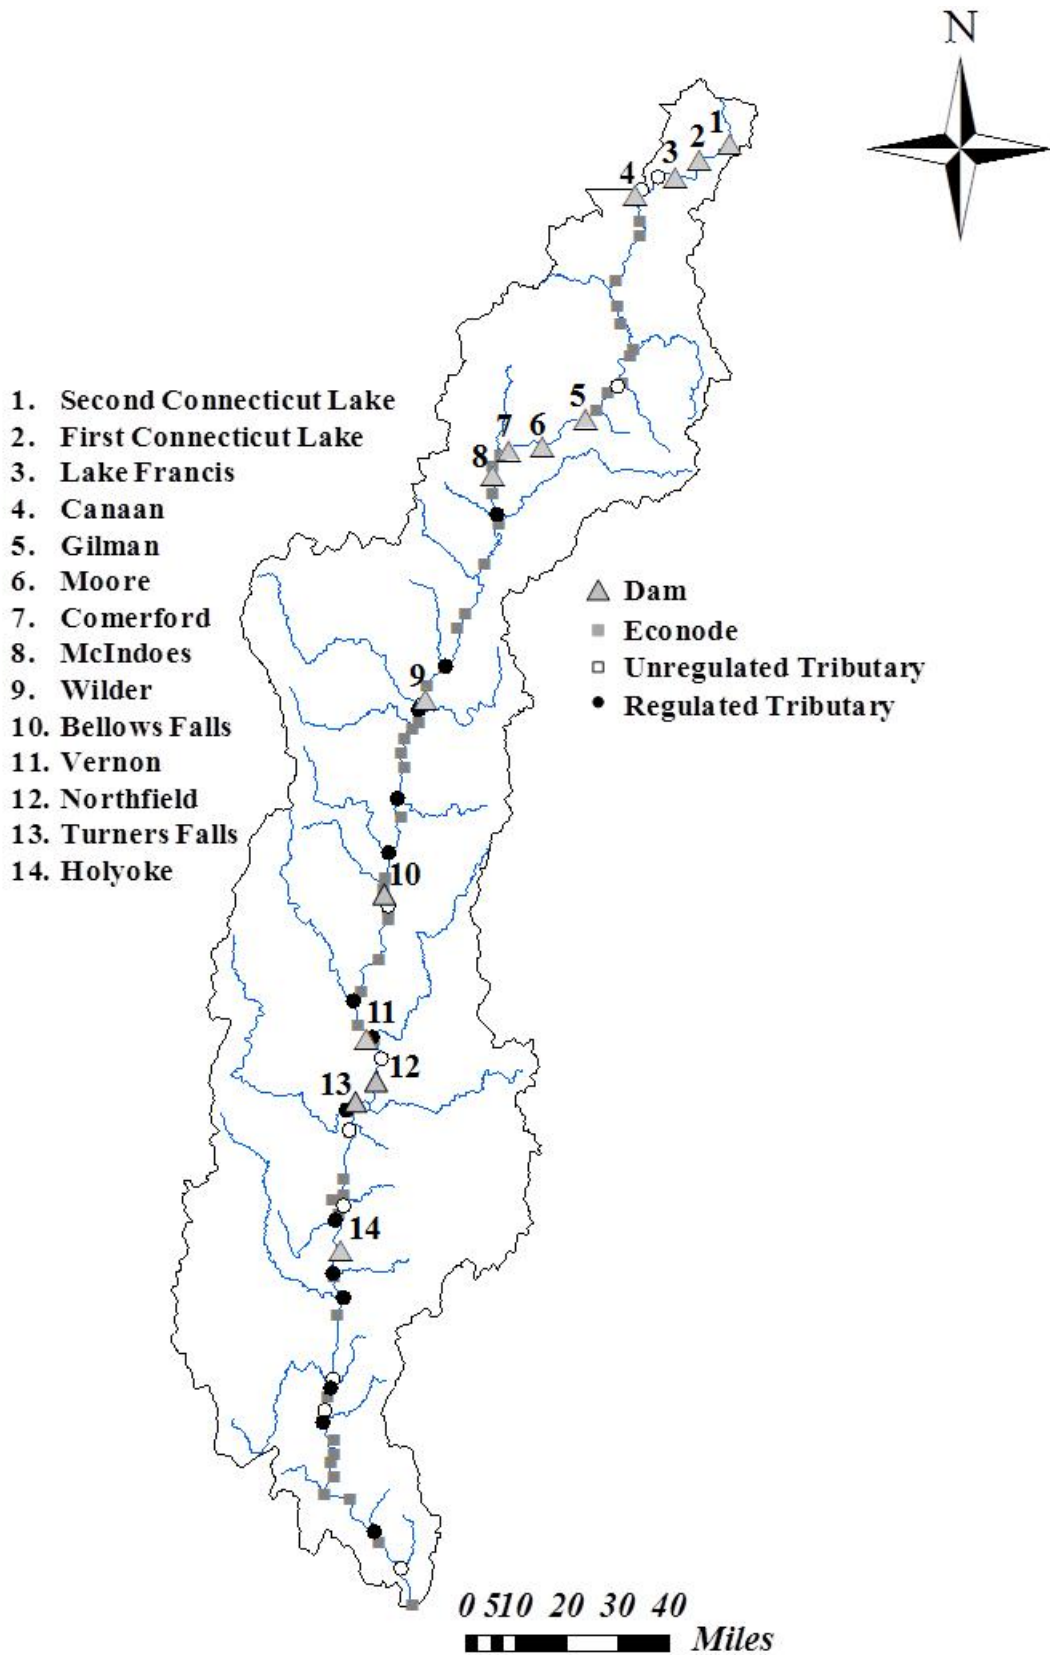 N
1
2
3
4
5
6
7
8
1. Second Connecticut Lake
2. First Connecticut Lake
3. Lake Francis
4. Canaan
5. Gilman
6. Moore
7. Comerford
8. McIndoes
9. Wilder
10. Bellows Falls
11. Vernon
12. Northfield
13. Turners Falls
14. Holyoke
Dam
Econode
Unregulated Tributary
Regulated Tributary
9
10
11
12
13
14
0 5 10 20 30 40
Miles